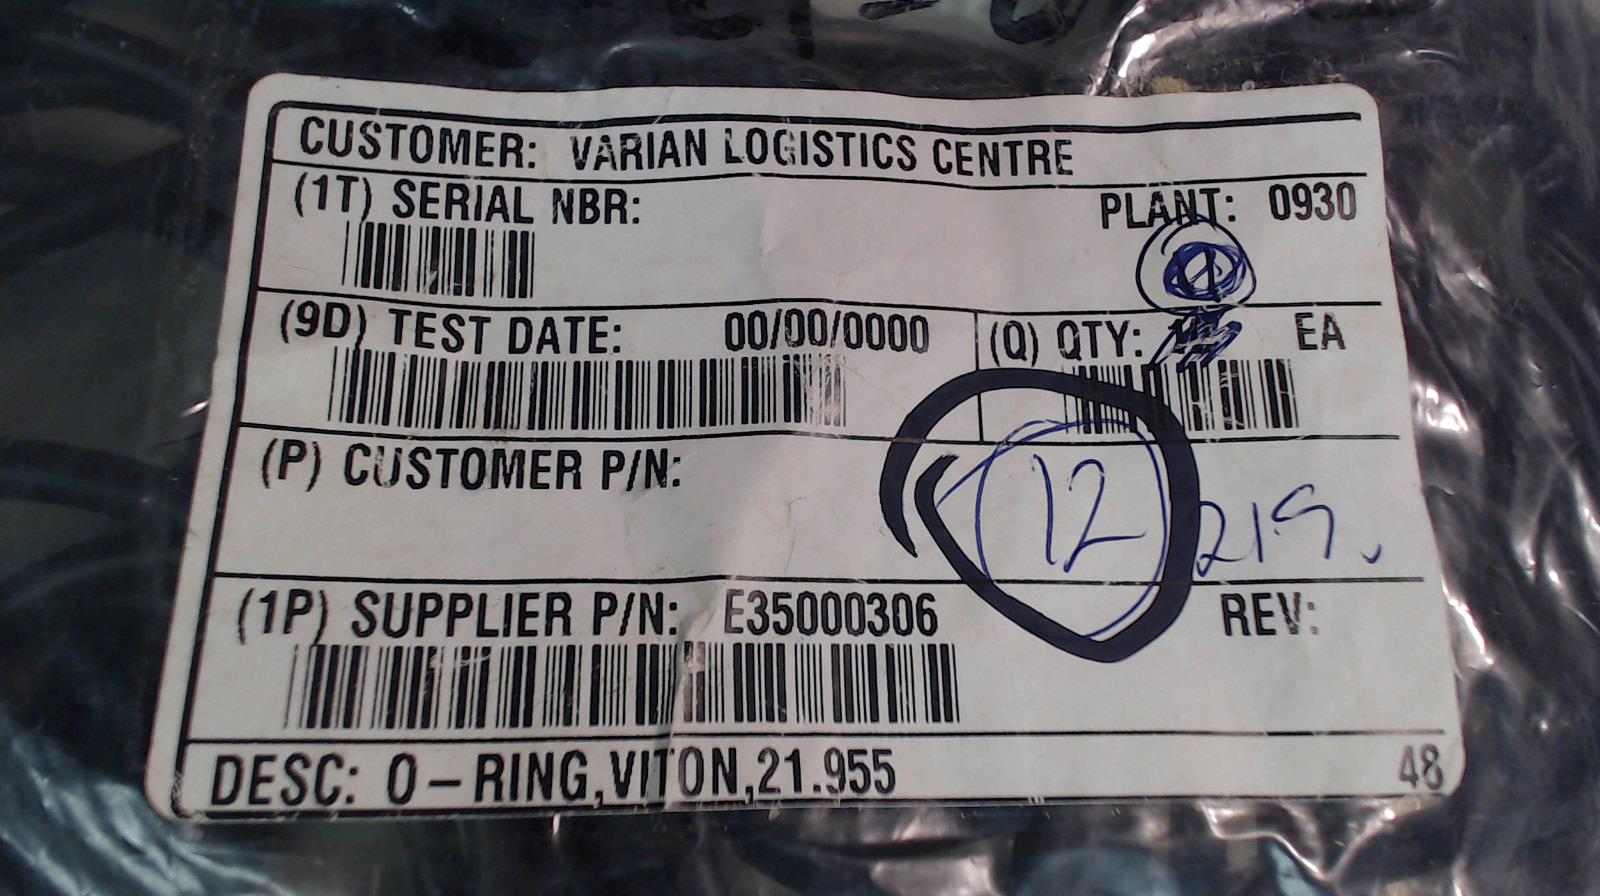 CUSTOMER: VARIAN LOGISTICS CENTRE
(1T) SERIAL NBR:
PLANT: 0930
(9D) TEST DATE: 00/00/0000
(Q) QTY: EA
(P) CUSTOMER P/N:
12
(1P) SUPPLIER P/N: E35000306
REV:
DESC: O-RING,VITON,21.955
48